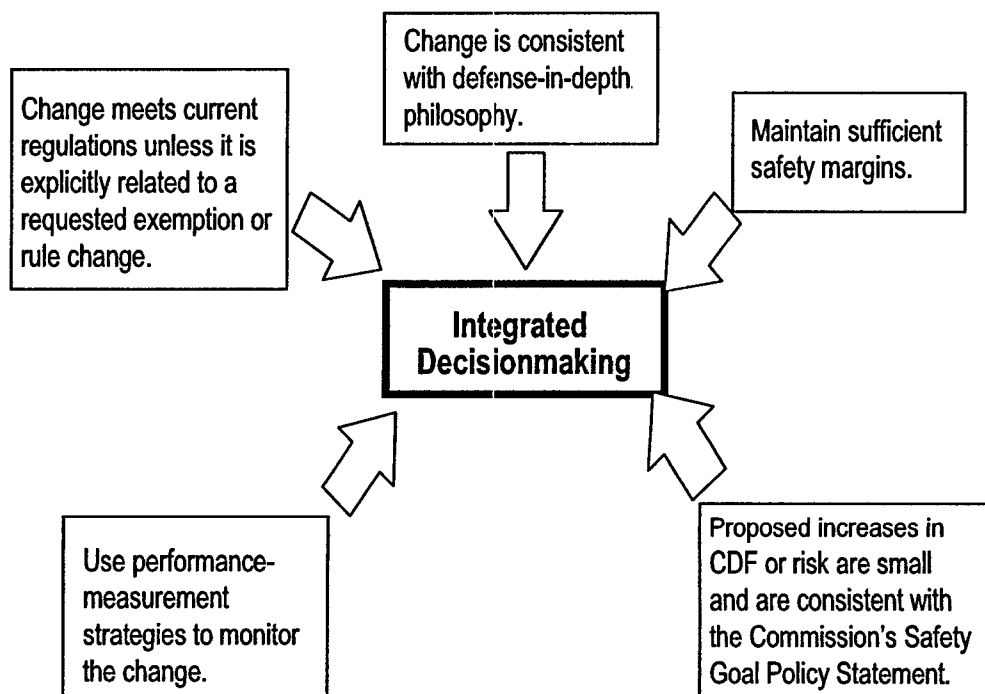 Change meets current
regulations unless it is
explicitly related to a
requested exemption or
rule change.
Change is consistent
with defense-in-depth
philosophy.
Maintain sufficient
safety margins.
Integrated
Decisionmaking
Use performance-
measurement
strategies to monitor
the change.
Proposed increases in
CDF or risk are small
and are consistent with
the Commission's Safety
Goal Policy Statement.